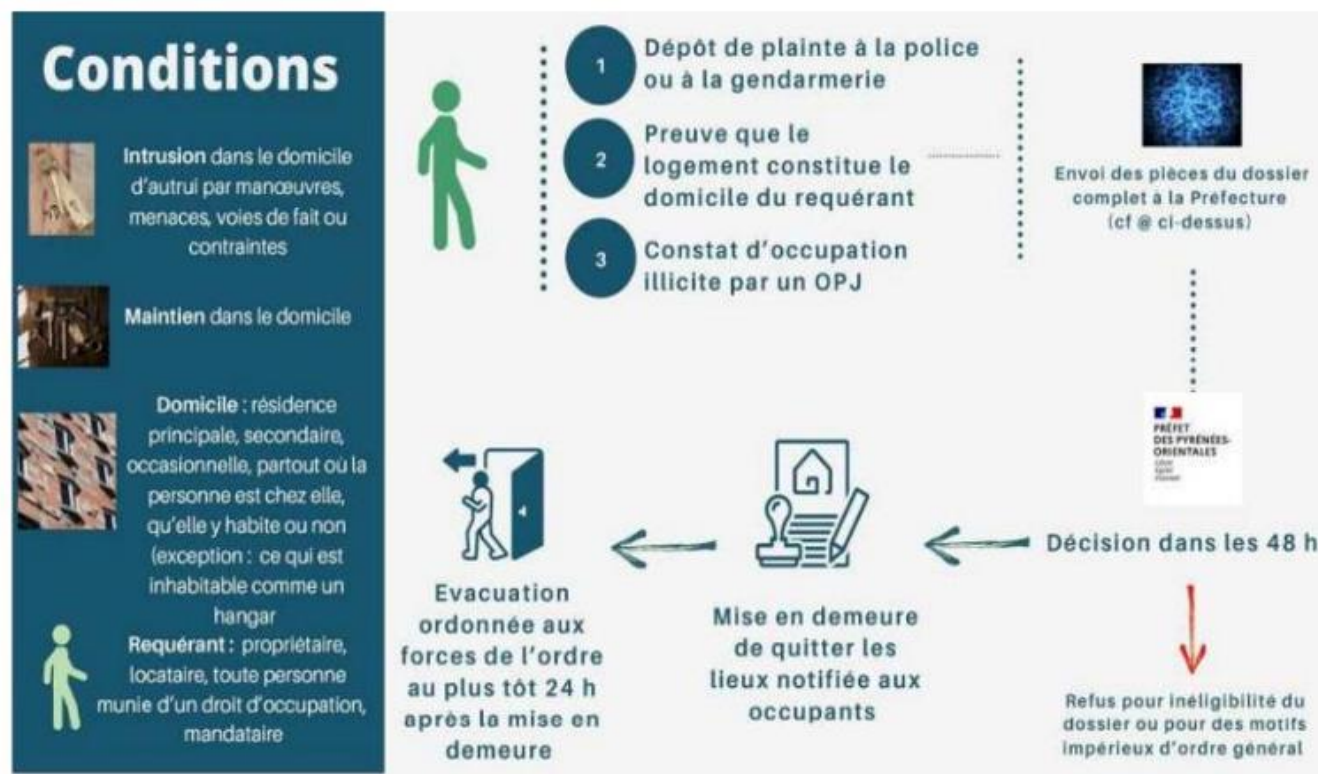 Conditions
Intrusion dans le domicile
d'autrui par manœuvres,
menaces, voies de fait ou
contraintes
Maintien dans le domicile
Domicile : résidence
principale, secondaire,
occasionnelle, partout où la
personne est chez elle,
qu'elle y habite ou non
(exception : ce qui est
inhabitable comme un
hangar
Requérant : propriétaire,
locataire, toute personne
munie d'un droit d'occupation,
mandataire
1
Dépôt de plainte à la police
ou à la gendarmerie
2
Preuve que le
logement constitue le
domicile du requérant
3
Constat d'occupation
illicite par un OPJ
Envoi des pièces du dossier
complet à la Préfecture
(cf @ ci-dessus)
PRÉFET
DES PYRÉNÉES-
ORIENTALES
Décision dans les 48 h
Refus pour inéligibilité du
dossier ou pour des motifs
impérieux d'ordre général
Mise en demeure
de quitter les
lieux notifiée aux
occupants
Evacuation
ordonnée aux
forces de l'ordre
au plus tôt 24 h
après la mise en
demeure